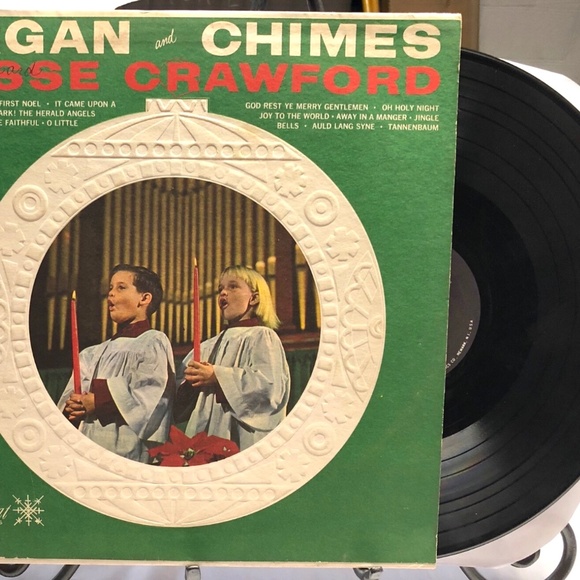 GAN and CHIMES
SSE CRAWFORD
FIRST NOEL • IT CAME UPON A
ARK! THE HERALD ANGELS
E FAITHFUL • O LITTLE
GOD REST YE MERRY GENTLEMEN • OH HOLY NIGHT
JOY TO THE WORLD • AWAY IN A MANGER • JINGLE
BELLS • AULD LANG SYNE • TANNENBAUM
NEWARK, N.J. U.S.A.